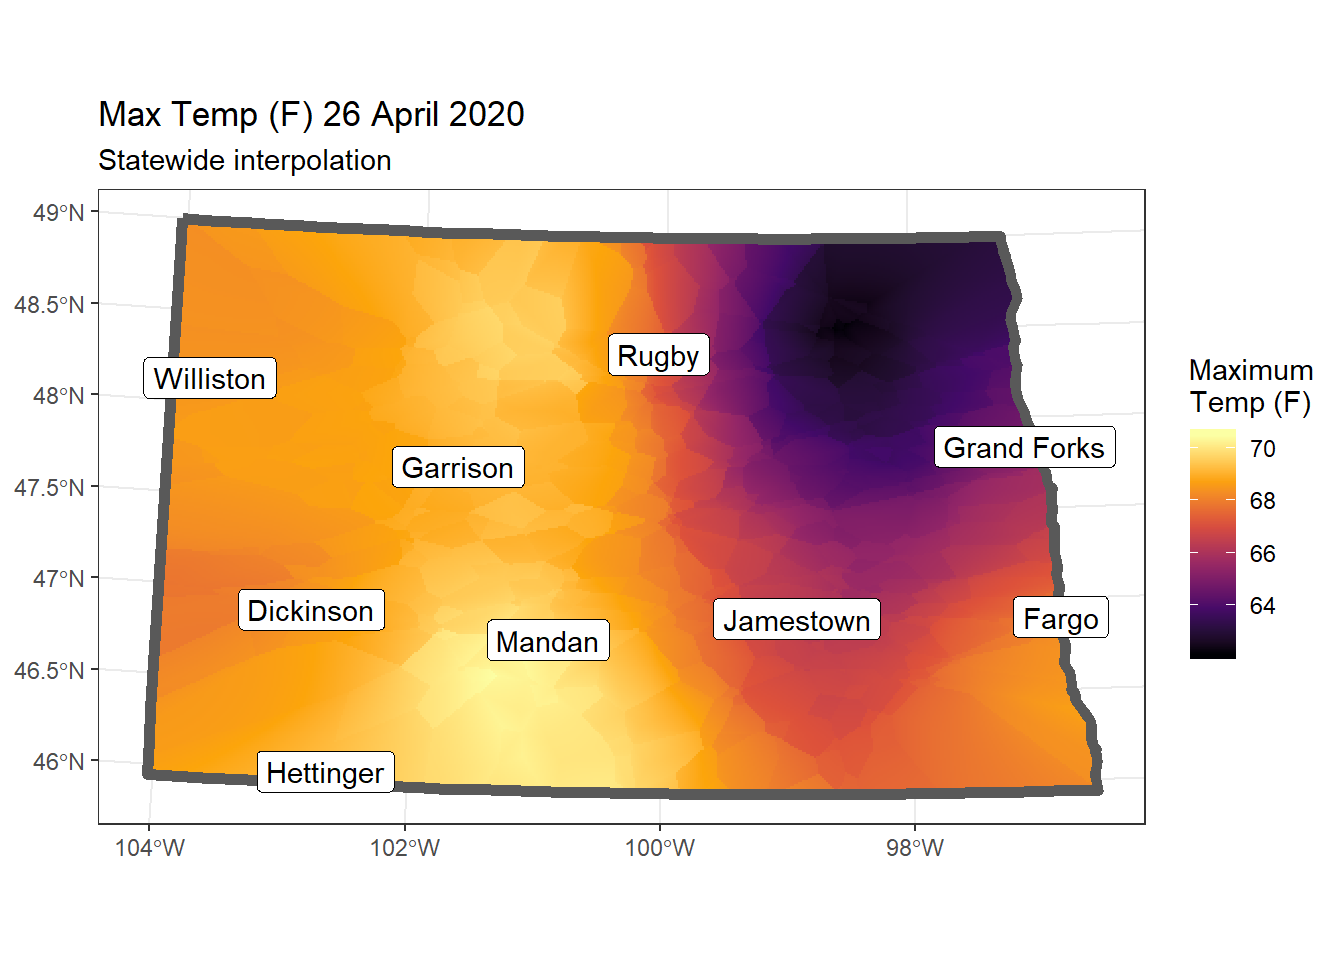 Max Temp (F) 26 April 2020
Statewide interpolation
49°N
48.5°N
48°N
47.5°N
47°N
46.5°N
46°N
Rugby
Williston
Grand Forks
Garrison
Dickinson
Fargo
Jamestown
Mandan
Hettinger
104°W
102°W
100°W
98°W
Maximum
Temp (F)
70
68
66
64